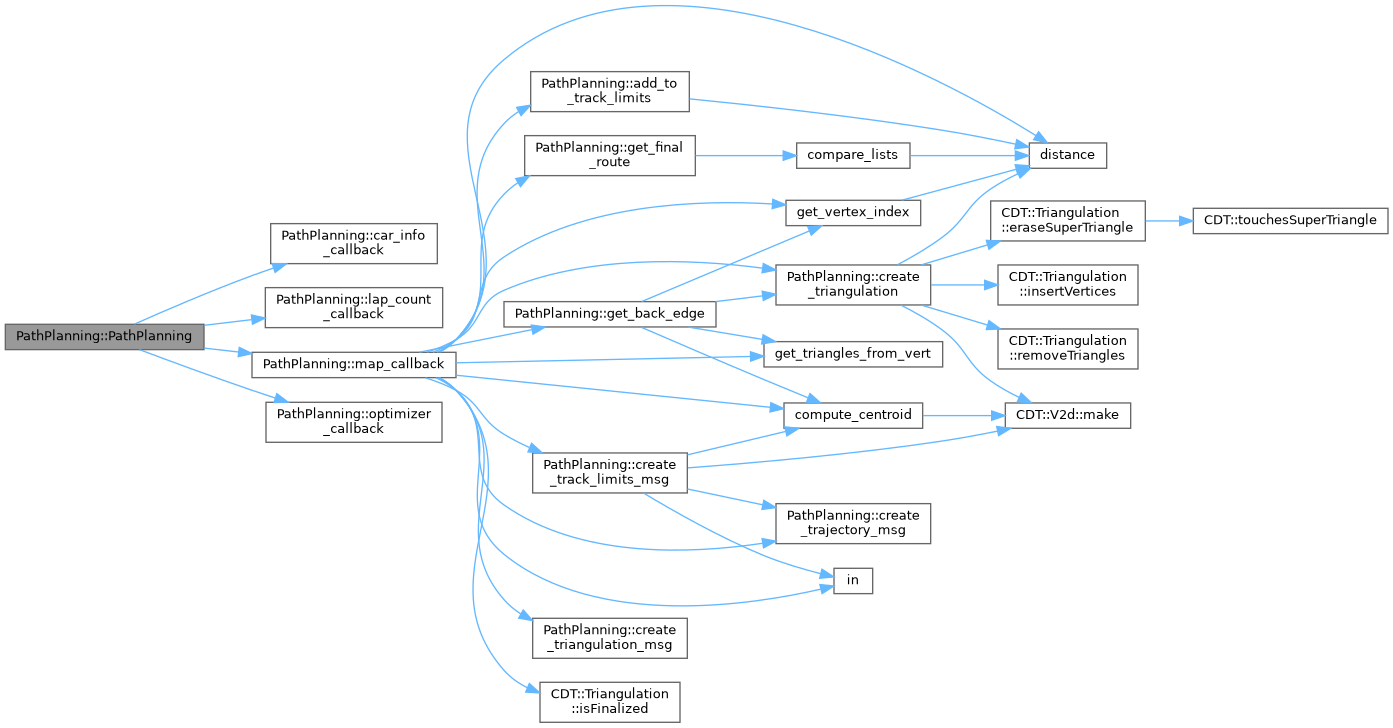 PathPlanning::PathPlanning
PathPlanning::car_info
_callback
PathPlanning::lap_count
_callback
PathPlanning::map_callback
PathPlanning::optimizer
_callback
PathPlanning::add_to
_track_limits
PathPlanning::get_final
_route
PathPlanning::get_back_edge
PathPlanning::create
_track_limits_msg
PathPlanning::create
_triangulation_msg
CDT::Triangulation
::isFinalized
compare_lists
get_vertex_index
PathPlanning::create
_triangulation
get_triangles_from_vert
compute_centroid
PathPlanning::create
_trajectory_msg
in
distance
CDT::Triangulation
::eraseSuperTriangle
CDT::Triangulation
::insertVertices
CDT::Triangulation
::removeTriangles
CDT::V2d::make
CDT::touchesSuperTriangle